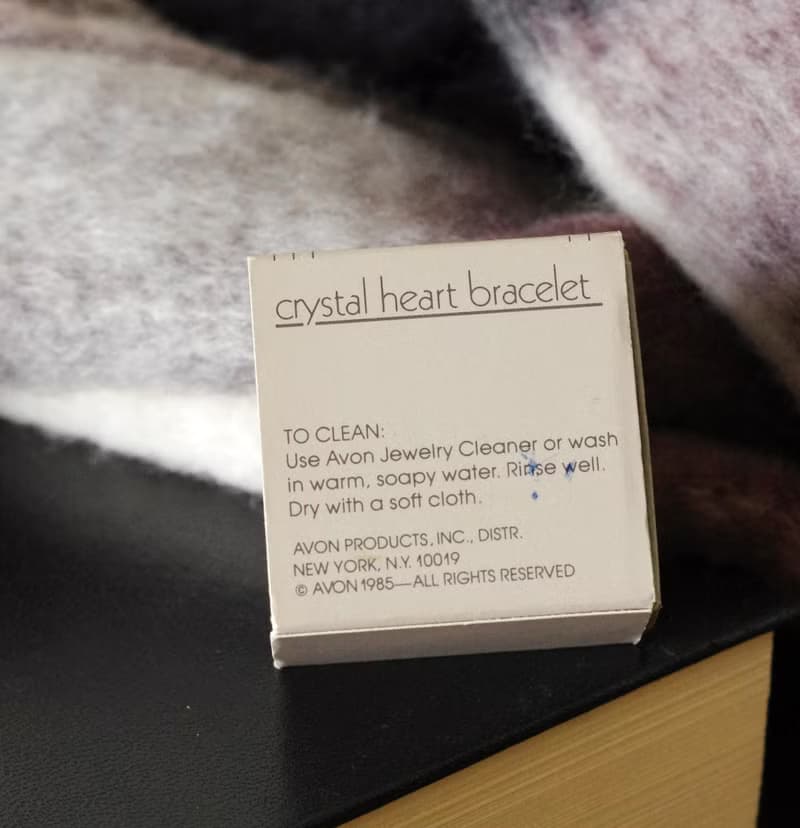 crystal heart bracelet
TO CLEAN:
Use Avon Jewelry Cleaner or wash
in warm, soapy water. Rinse well.
Dry with a soft cloth.
AVON PRODUCTS, INC., DISTR.
NEW YORK, N.Y. 10019
© AVON 1985—ALL RIGHTS RESERVED